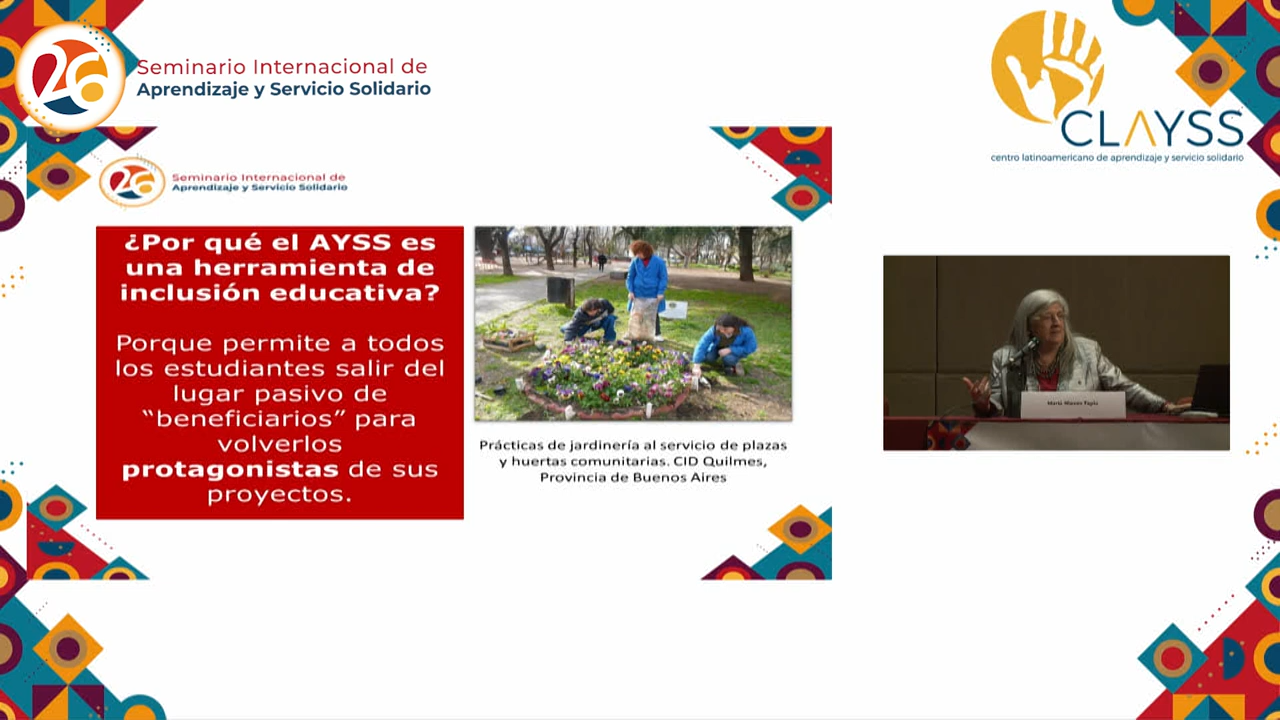 26
Seminario Internacional de
Aprendizaje y Servicio Solidario
CLAYSS
centro latinoamericano de aprendizaje y servicio solidario
26
Seminario Internacional de
Aprendizaje y Servicio Solidario
¿Por qué el AYSS es
una herramienta de
inclusión educativa?
Porque permite a todos
los estudiantes salir del
lugar pasivo de
“beneficiarios” para
volverlos
protagonistas de sus
proyectos.
Prácticas de jardinería al servicio de plazas
y huertas comunitarias. CID Quilmes,
Provincia de Buenos Aires